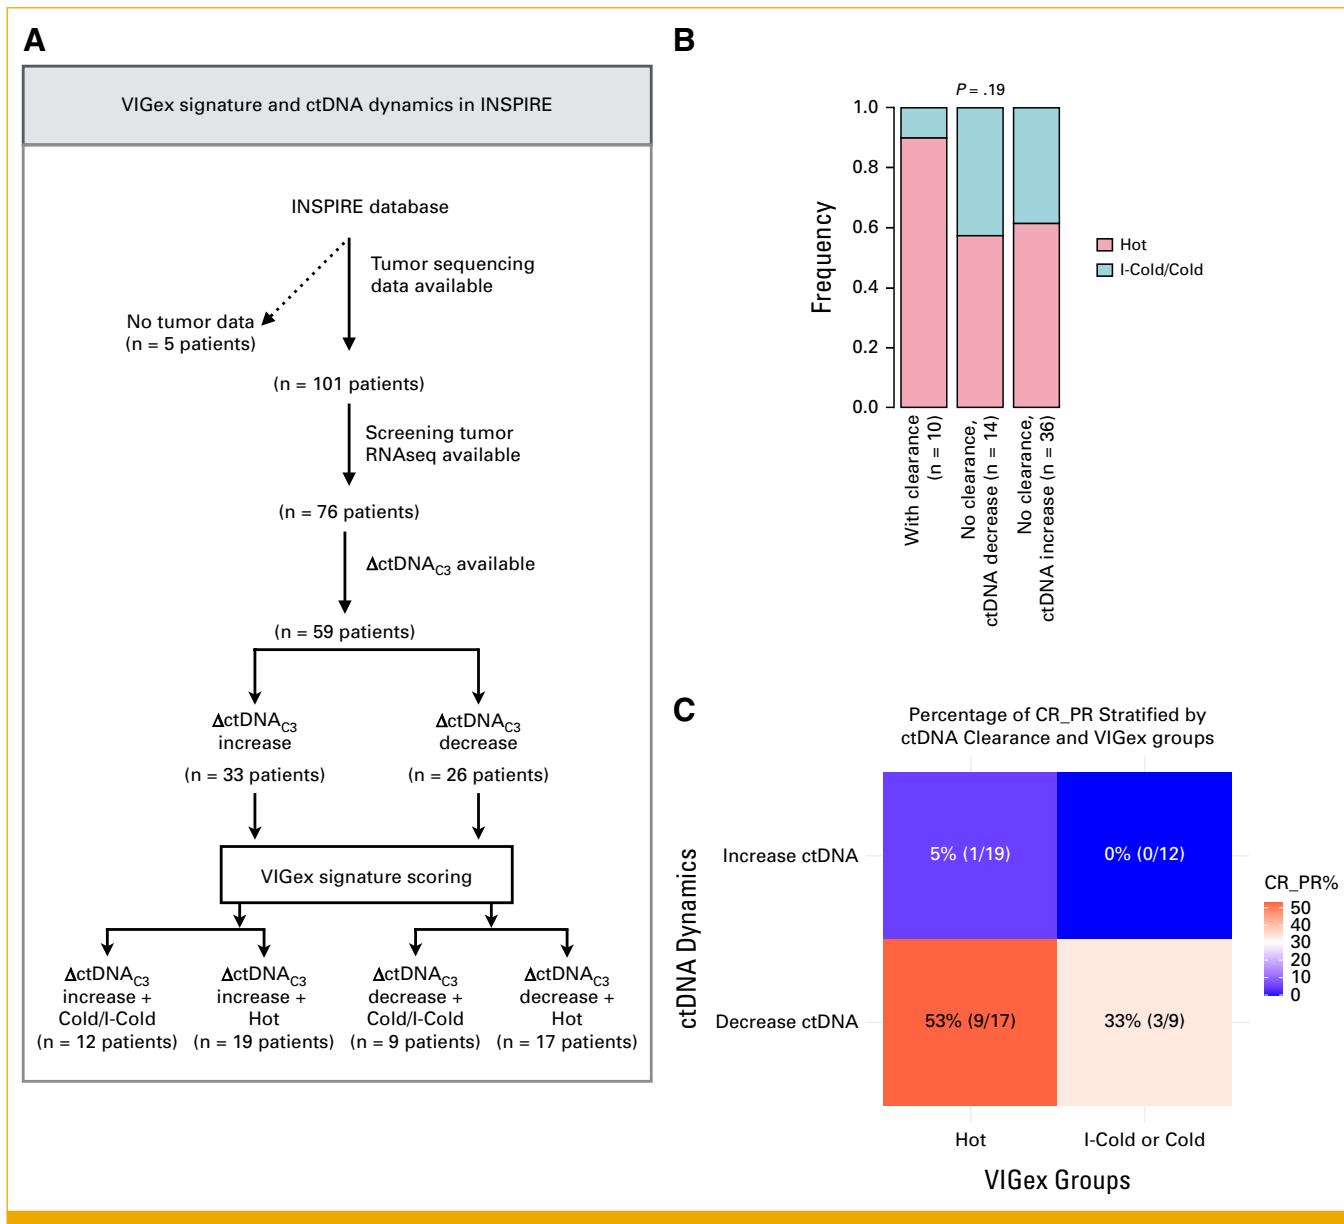 A
VIGex signature and ctDNA dynamics in INSPIRE
INSPIRE database
Tumor sequencing
data available
No tumor data
(n = 5 patients)
(n = 101 patients)
Screening tumor
RNAseq available
(n = 76 patients)
ΔctDNAC3 available
(n = 59 patients)
ΔctDNAC3
increase
(n = 33 patients)
ΔctDNAC3
decrease
(n = 26 patients)
VIGex signature scoring
ΔctDNAC3
increase +
Cold/I-Cold
(n = 12 patients)
ΔctDNAC3
increase +
Hot
(n = 19 patients)
ΔctDNAC3
decrease +
Cold/I-Cold
(n = 9 patients)
ΔctDNAC3
decrease +
Hot
(n = 17 patients)
B
P = .19
Frequency
1.0
0.8
0.6
0.4
0.2
0.0
With clearance
(n = 10)
No clearance,
ctDNA decrease (n = 14)
No clearance,
ctDNA increase (n = 36)
Hot
I-Cold/Cold
C
Percentage of CR_PR Stratified by
ctDNA Clearance and VIGex groups
ctDNA Dynamics
Increase ctDNA
5% (1/19)
0% (0/12)
Decrease ctDNA
53% (9/17)
33% (3/9)
Hot
I-Cold or Cold
VIGex Groups
CR_PR%
50
40
30
20
10
0